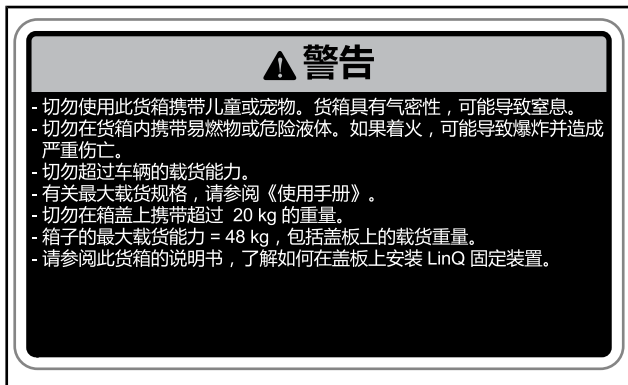 警告
- 切勿使用此货箱携带儿童或宠物。货箱具有气密性，可能导致窒息。
- 切勿在货箱内携带易燃物或危险液体。如果着火，可能导致爆炸并造成
严重伤亡。
- 切勿超过车辆的载货能力。
- 有关最大载货规格，请参阅《使用手册》。
- 切勿在箱盖上携带超过 20 kg 的重量。
- 箱子的最大载货能力 = 48 kg，包括盖板上的载货重量。
- 请参阅此货箱的说明书，了解如何在盖板上安装 LinQ 固定装置。